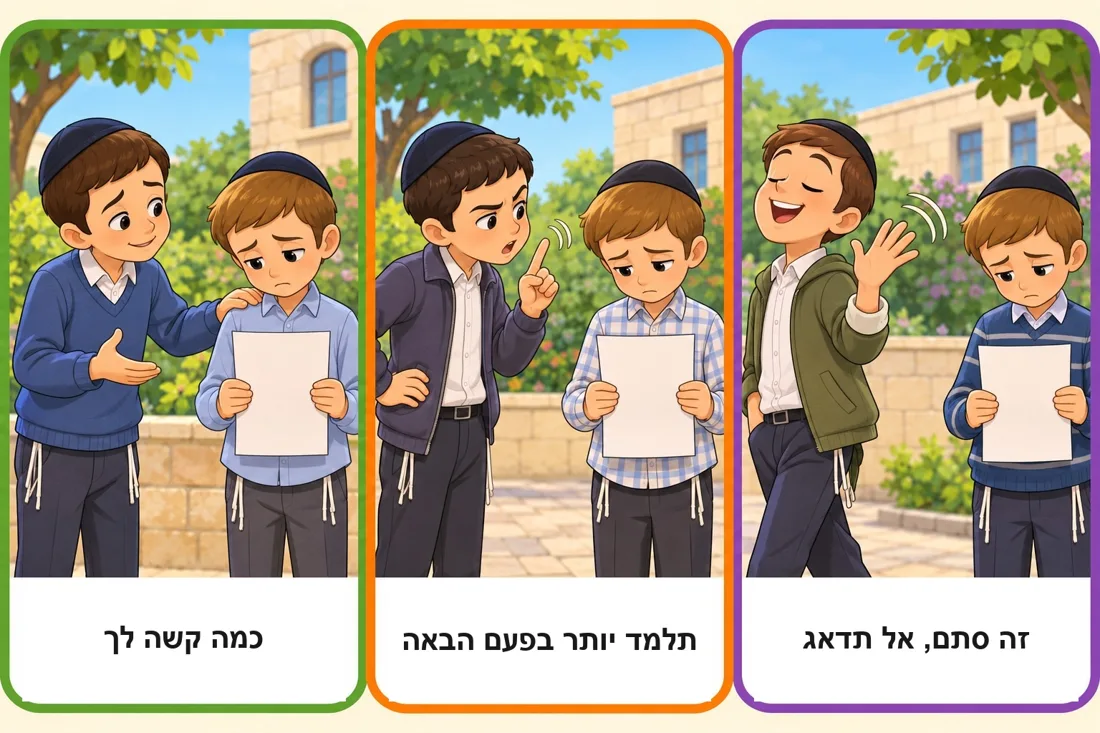 זה סתם, אל תדאג
תלמד יותר בפעם הבאה
כמה קשה לך